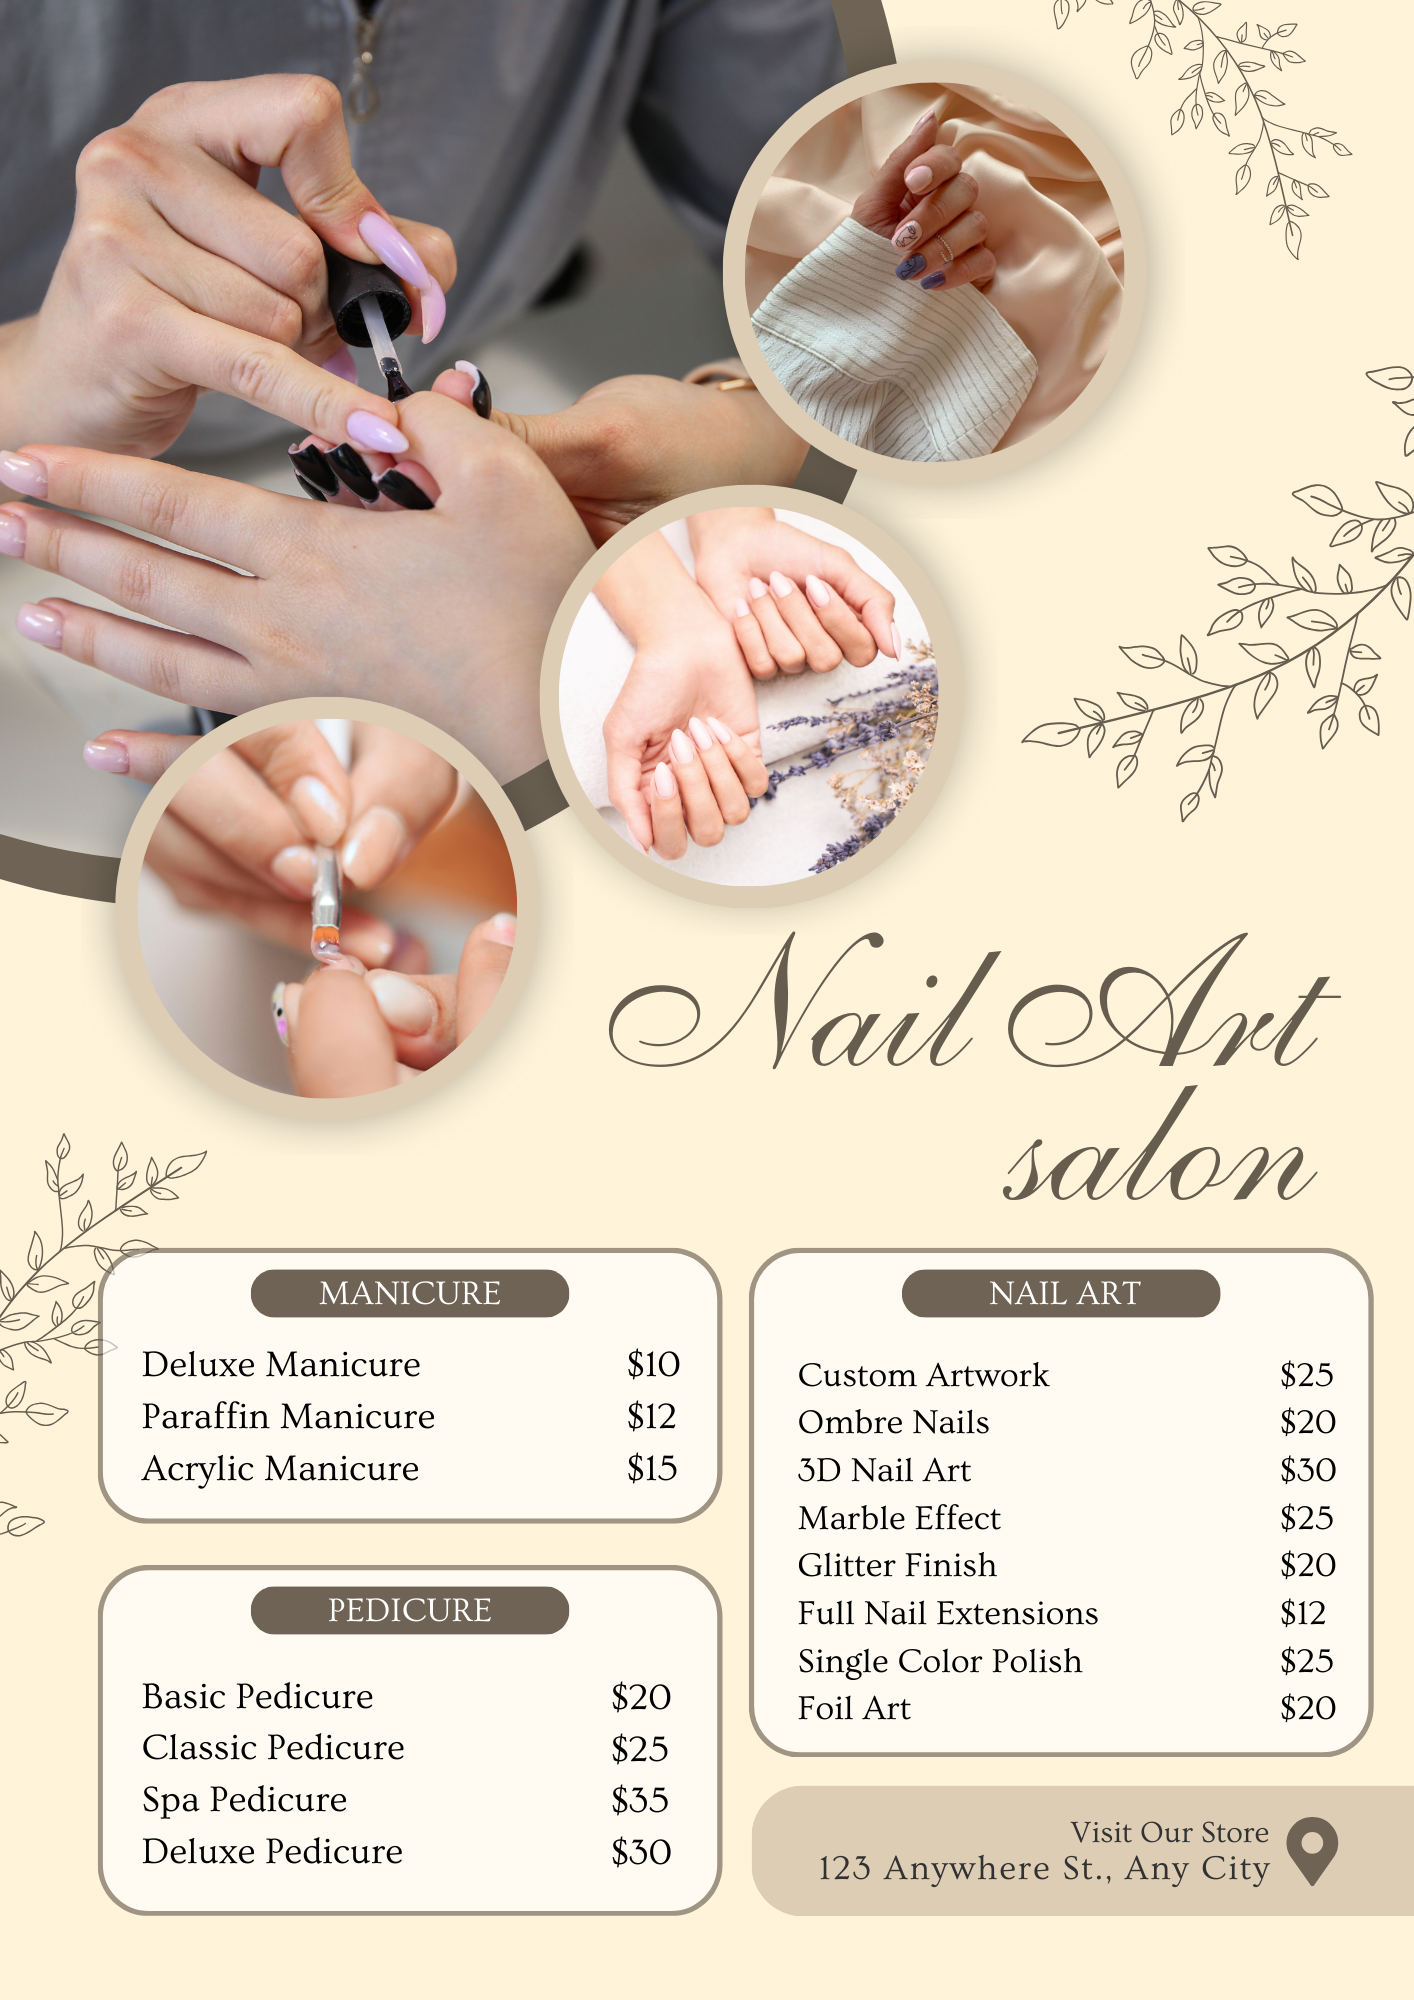 Nail Art
salon
MANICURE
Deluxe Manicure $10
Paraffin Manicure $12
Acrylic Manicure $15
PEDICURE
Basic Pedicure $20
Classic Pedicure $25
Spa Pedicure $35
Deluxe Pedicure $30
NAIL ART
Custom Artwork $25
Ombre Nails $20
3D Nail Art $30
Marble Effect $25
Glitter Finish $20
Full Nail Extensions $12
Single Color Polish $25
Foil Art $20
Visit Our Store
123 Anywhere St., Any City